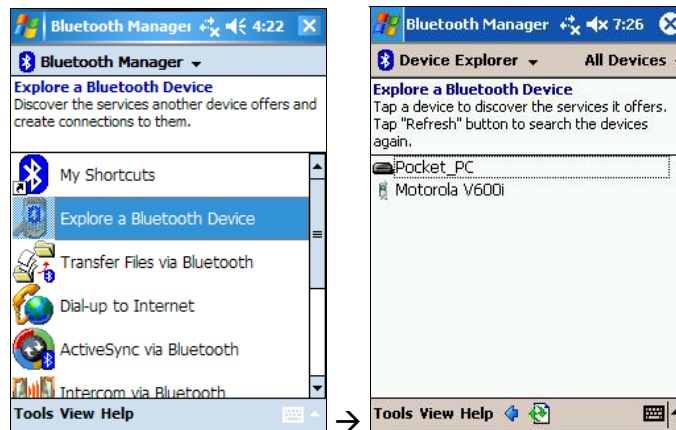 Bluetooth Manager 4:22
Bluetooth Manager
Explore a Bluetooth Device
Discover the services another device offers and
create connections to them.
My Shortcuts
Explore a Bluetooth Device
Transfer Files via Bluetooth
Dial-up to Internet
ActiveSync via Bluetooth
Intercom via Bluetooth
Tools View Help
→
Bluetooth Manager 7:26
Device Explorer All Devices
Explore a Bluetooth Device
Tap a device to discover the services it offers.
Tap "Refresh" button to search the devices
again.
Pocket_PC
Motorola V600i
Tools View Help